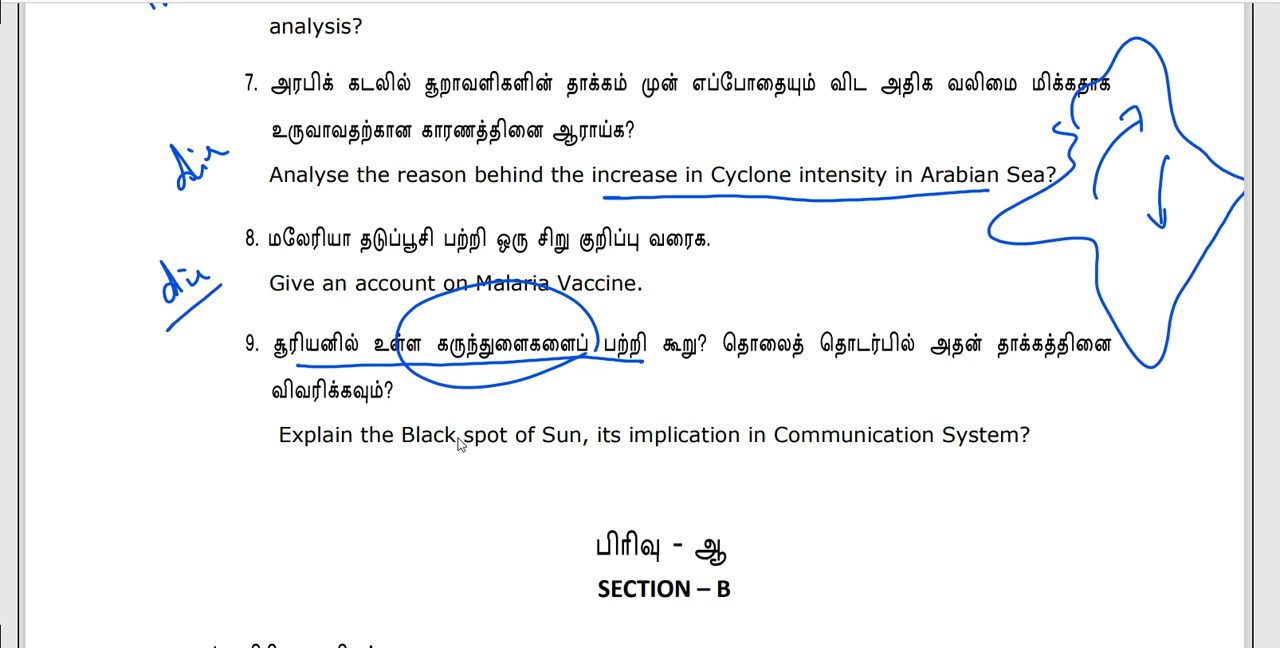 analysis?
7. அரபிக் கடலில் சூறாவளிகளின் தாக்கம் முன் எப்போதையும் விட அதிக வலிமை மிக்கதாக
உருவாவதற்கான காரணத்தினை ஆராய்க?
Analyse the reason behind the increase in Cyclone intensity in Arabian Sea?
8. மலேரியா தடுப்பூசி பற்றி ஒரு சிறு குறிப்பு வரைக.
Give an account on Malaria Vaccine.
9. சூரியனில் உள்ள கருந்துளைகளைப் பற்றி கூறு? தொலைத் தொடர்பில் அதன் தாக்கத்தினை
விவரிக்கவும்?
Explain the Black spot of Sun, its implication in Communication System?
பிரிவு - ஆ
SECTION – B